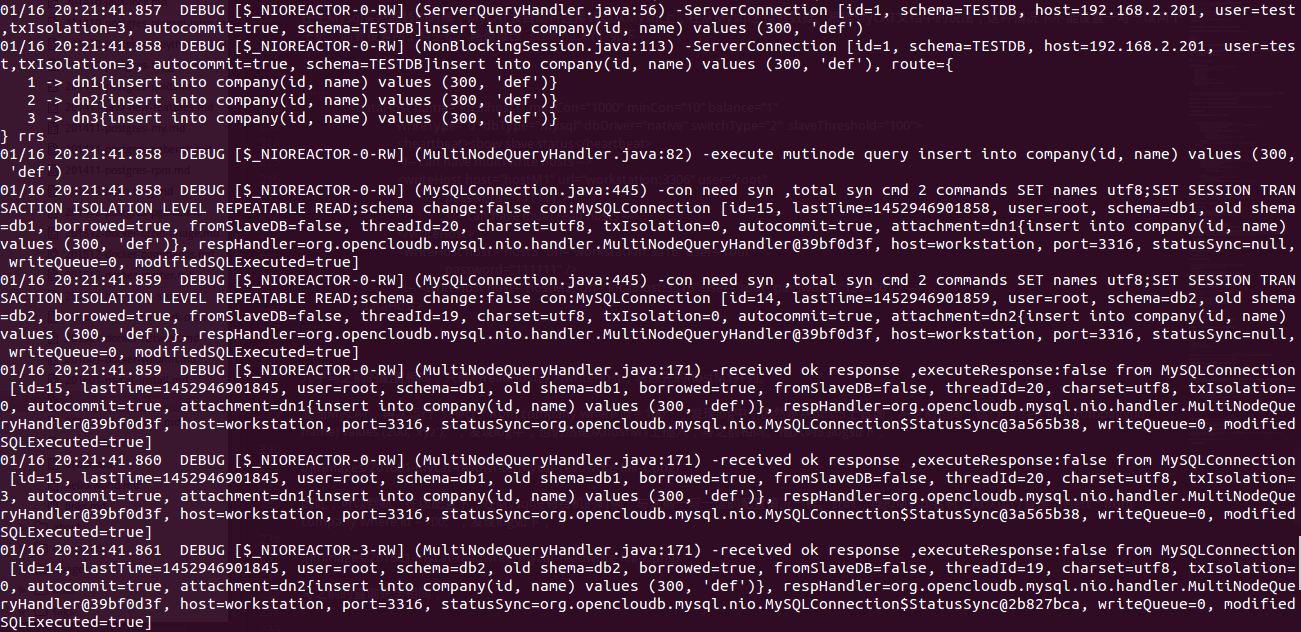 01/16 20:21:41.857  DEBUG [$_NIOREACTOR-0-RW] (ServerQueryHandler.java:56) -ServerConnection [id=1, schema=TESTDB, host=192.168.2.201, user=test
,txIsolation=3, autocommit=true, schema=TESTDB]insert into company(id, name) values (300, 'def')
01/16 20:21:41.858  DEBUG [$_NIOREACTOR-0-RW] (NonBlockingSession.java:113) -ServerConnection [id=1, schema=TESTDB, host=192.168.2.201, user=tes
t,txIsolation=3, autocommit=true, schema=TESTDB]insert into company(id, name) values (300, 'def'), route={
   1 -> dn1{insert into company(id, name) values (300, 'def')}
   2 -> dn2{insert into company(id, name) values (300, 'def')}
   3 -> dn3{insert into company(id, name) values (300, 'def')}
} rrs
01/16 20:21:41.858  DEBUG [$_NIOREACTOR-0-RW] (MultiNodeQueryHandler.java:82) -execute mutinode query insert into company(id, name) values (300,
 'def')
01/16 20:21:41.858  DEBUG [$_NIOREACTOR-0-RW] (MySQLConnection.java:445) -con need syn ,total syn cmd 2 commands SET names utf8;SET SESSION TRAN
SACTION ISOLATION LEVEL REPEATABLE READ;schema change:false con:MySQLConnection [id=15, lastTime=1452946901858, user=root, schema=db1, old shema
=db1, borrowed=true, fromSlaveDB=false, threadId=20, charset=utf8, txIsolation=0, autocommit=true, attachment=dn1{insert into company(id, name)
values (300, 'def')}, respHandler=org.opencloudb.mysql.nio.handler.MultiNodeQueryHandler@39bf0d3f, host=workstation, port=3316, statusSync=null,
 writeQueue=0, modifiedSQLExecuted=true]
01/16 20:21:41.859  DEBUG [$_NIOREACTOR-0-RW] (MySQLConnection.java:445) -con need syn ,total syn cmd 2 commands SET names utf8;SET SESSION TRAN
SACTION ISOLATION LEVEL REPEATABLE READ;schema change:false con:MySQLConnection [id=14, lastTime=1452946901859, user=root, schema=db2, old shema
=db2, borrowed=true, fromSlaveDB=false, threadId=19, charset=utf8, txIsolation=0, autocommit=true, attachment=dn2{insert into company(id, name)
values (300, 'def')}, respHandler=org.opencloudb.mysql.nio.handler.MultiNodeQueryHandler@39bf0d3f, host=workstation, port=3316, statusSync=null,
 writeQueue=0, modifiedSQLExecuted=true]
01/16 20:21:41.859  DEBUG [$_NIOREACTOR-0-RW] (MultiNodeQueryHandler.java:171) -received ok response ,executeResponse:false from MySQLConnection
 [id=15, lastTime=1452946901845, user=root, schema=db1, old shema=db1, borrowed=true, fromSlaveDB=false, threadId=20, charset=utf8, txIsolation=
0, autocommit=true, attachment=dn1{insert into company(id, name) values (300, 'def')}, respHandler=org.opencloudb.mysql.nio.handler.MultiNodeQue
ryHandler@39bf0d3f, host=workstation, port=3316, statusSync=org.opencloudb.mysql.nio.MySQLConnection$StatusSync@3a565b38, writeQueue=0, modified
SQLExecuted=true]
01/16 20:21:41.860  DEBUG [$_NIOREACTOR-0-RW] (MultiNodeQueryHandler.java:171) -received ok response ,executeResponse:false from MySQLConnection
 [id=15, lastTime=1452946901845, user=root, schema=db1, old shema=db1, borrowed=true, fromSlaveDB=false, threadId=20, charset=utf8, txIsolation=
3, autocommit=true, attachment=dn1{insert into company(id, name) values (300, 'def')}, respHandler=org.opencloudb.mysql.nio.handler.MultiNodeQue
ryHandler@39bf0d3f, host=workstation, port=3316, statusSync=org.opencloudb.mysql.nio.MySQLConnection$StatusSync@3a565b38, writeQueue=0, modified
SQLExecuted=true]
01/16 20:21:41.861  DEBUG [$_NIOREACTOR-3-RW] (MultiNodeQueryHandler.java:171) -received ok response ,executeResponse:false from MySQLConnection
 [id=14, lastTime=1452946901845, user=root, schema=db2, old shema=db2, borrowed=true, fromSlaveDB=false, threadId=19, charset=utf8, txIsolation=
0, autocommit=true, attachment=dn2{insert into company(id, name) values (300, 'def')}, respHandler=org.opencloudb.mysql.nio.handler.MultiNodeQue
ryHandler@39bf0d3f, host=workstation, port=3316, statusSync=org.opencloudb.mysql.nio.MySQLConnection$StatusSync@2b827bca, writeQueue=0, modified
SQLExecuted=true]